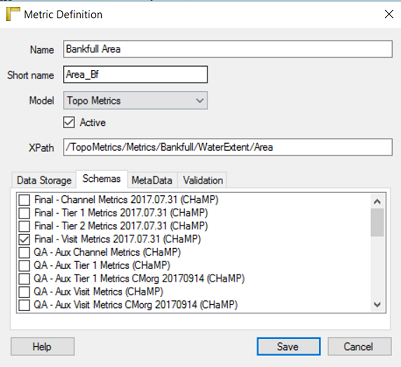 Metric Definition
Name Bankfull Area
Short name Area_Bf
Model Topo Metrics
Active
XPath /TopoMetrics/Metrics/Bankfull/WaterExtent/Area
Data Storage Schemas MetaData Validation
Final - Channel Metrics 2017.07.31 (CHaMP)
Final - Tier 1 Metrics 2017.07.31 (CHaMP)
Final - Tier 2 Metrics 2017.07.31 (CHaMP)
Final - Visit Metrics 2017.07.31 (CHaMP)
QA - Aux Channel Metrics (CHaMP)
QA - Aux Tier 1 Metrics (CHaMP)
QA - Aux Tier 1 Metrics CMorg 20170914 (CHaMP)
QA - Aux Visit Metrics (CHaMP)
QA - Aux Visit Metrics CMorg 20170914 (CHaMP)
Help Save Cancel